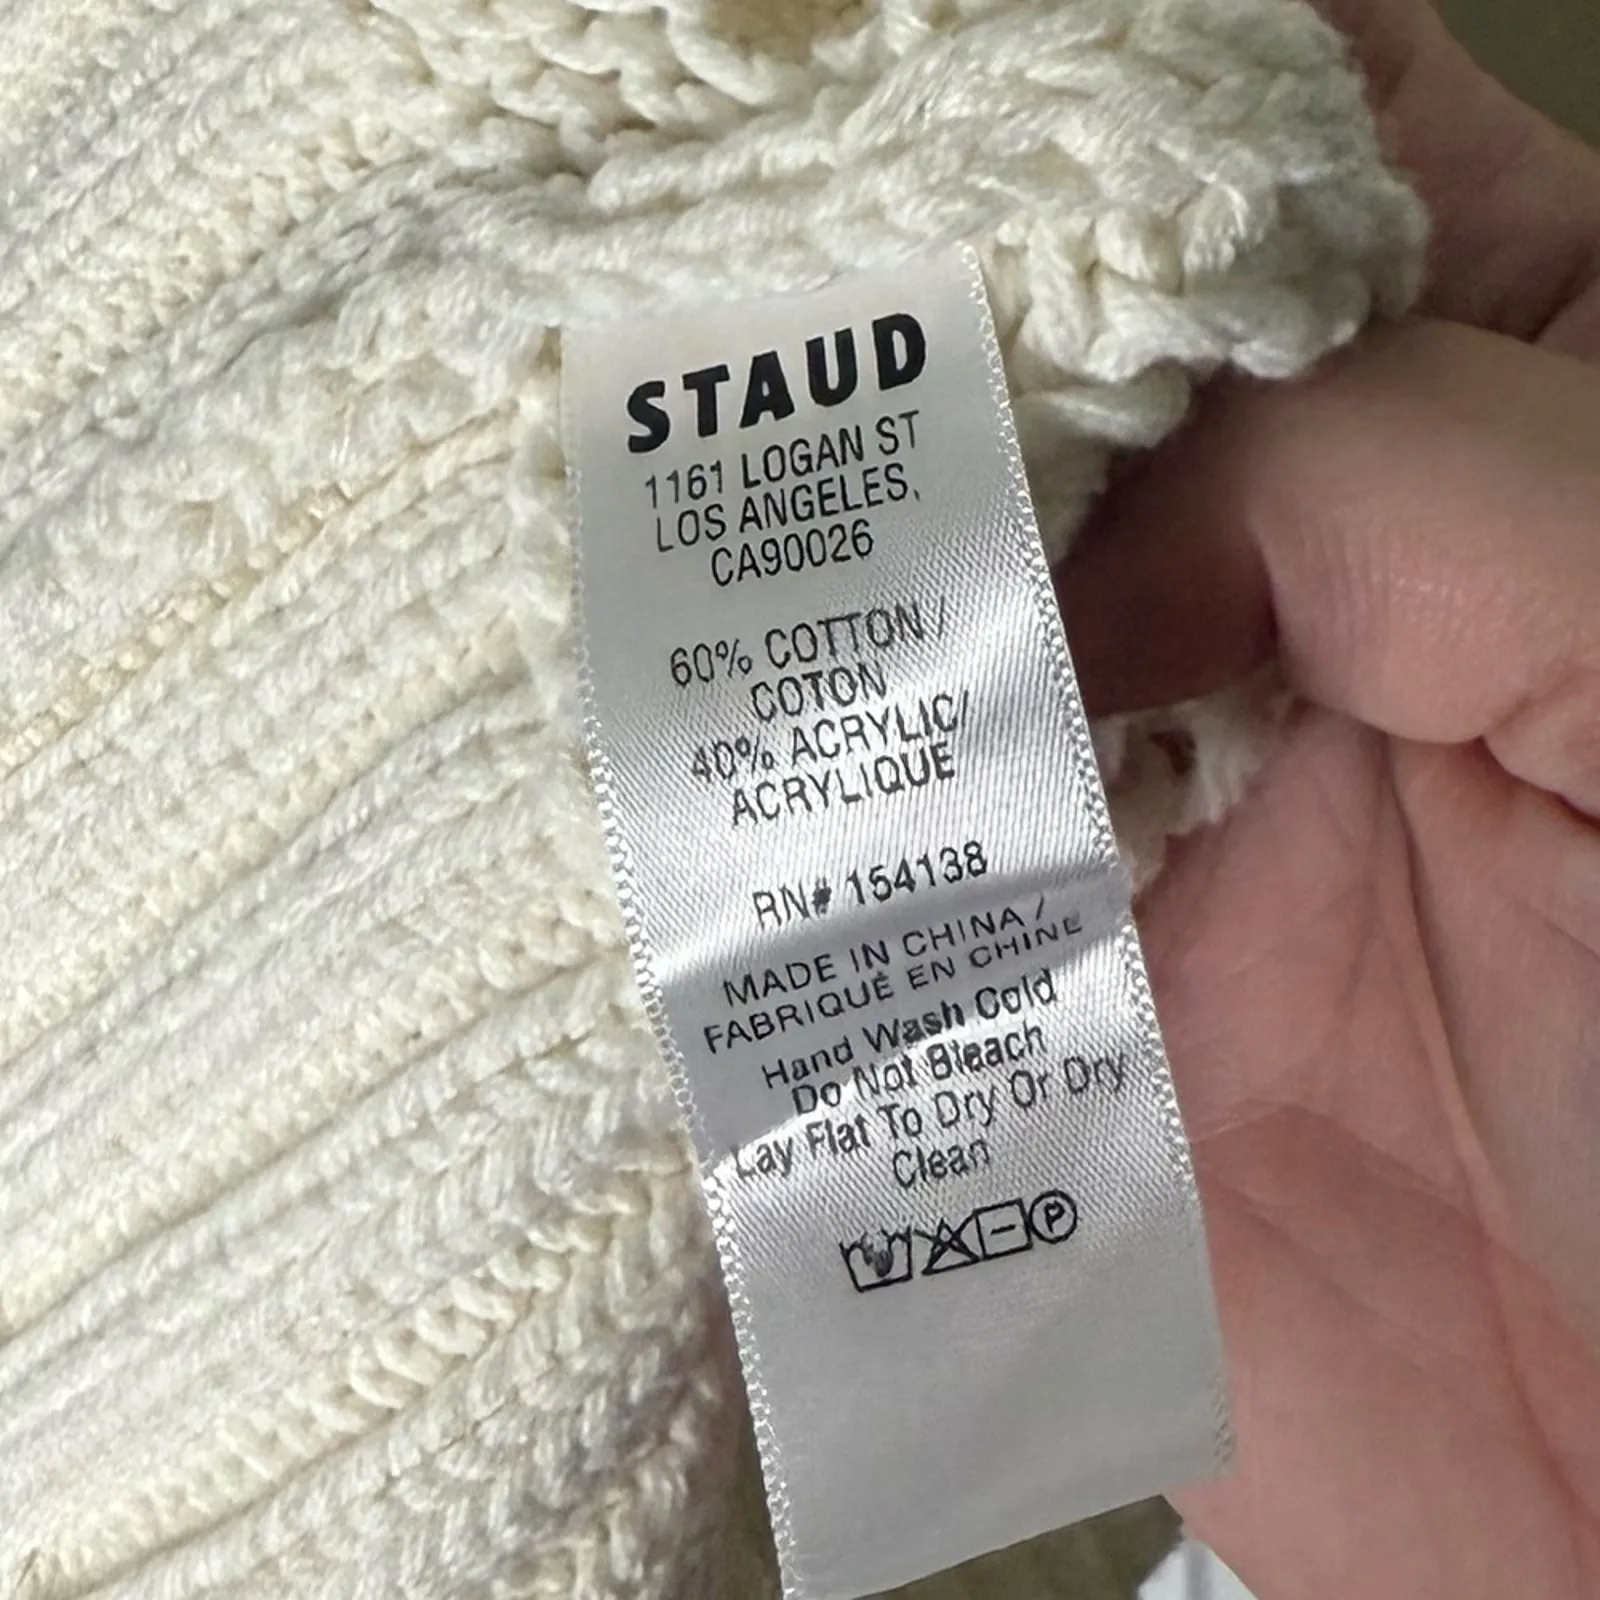 STAUD
1161 LOGAN ST
LOS ANGELES,
CA90026
60% COTTON /
COTON
40% ACRYLIC/
ACRYLIQUE
RN# 154138
MADE IN CHINA /
FABRIQUÉ EN CHINE
Hand Wash Cold
Do Not Bleach
Lay Flat To Dry Or Dry
Clean
P